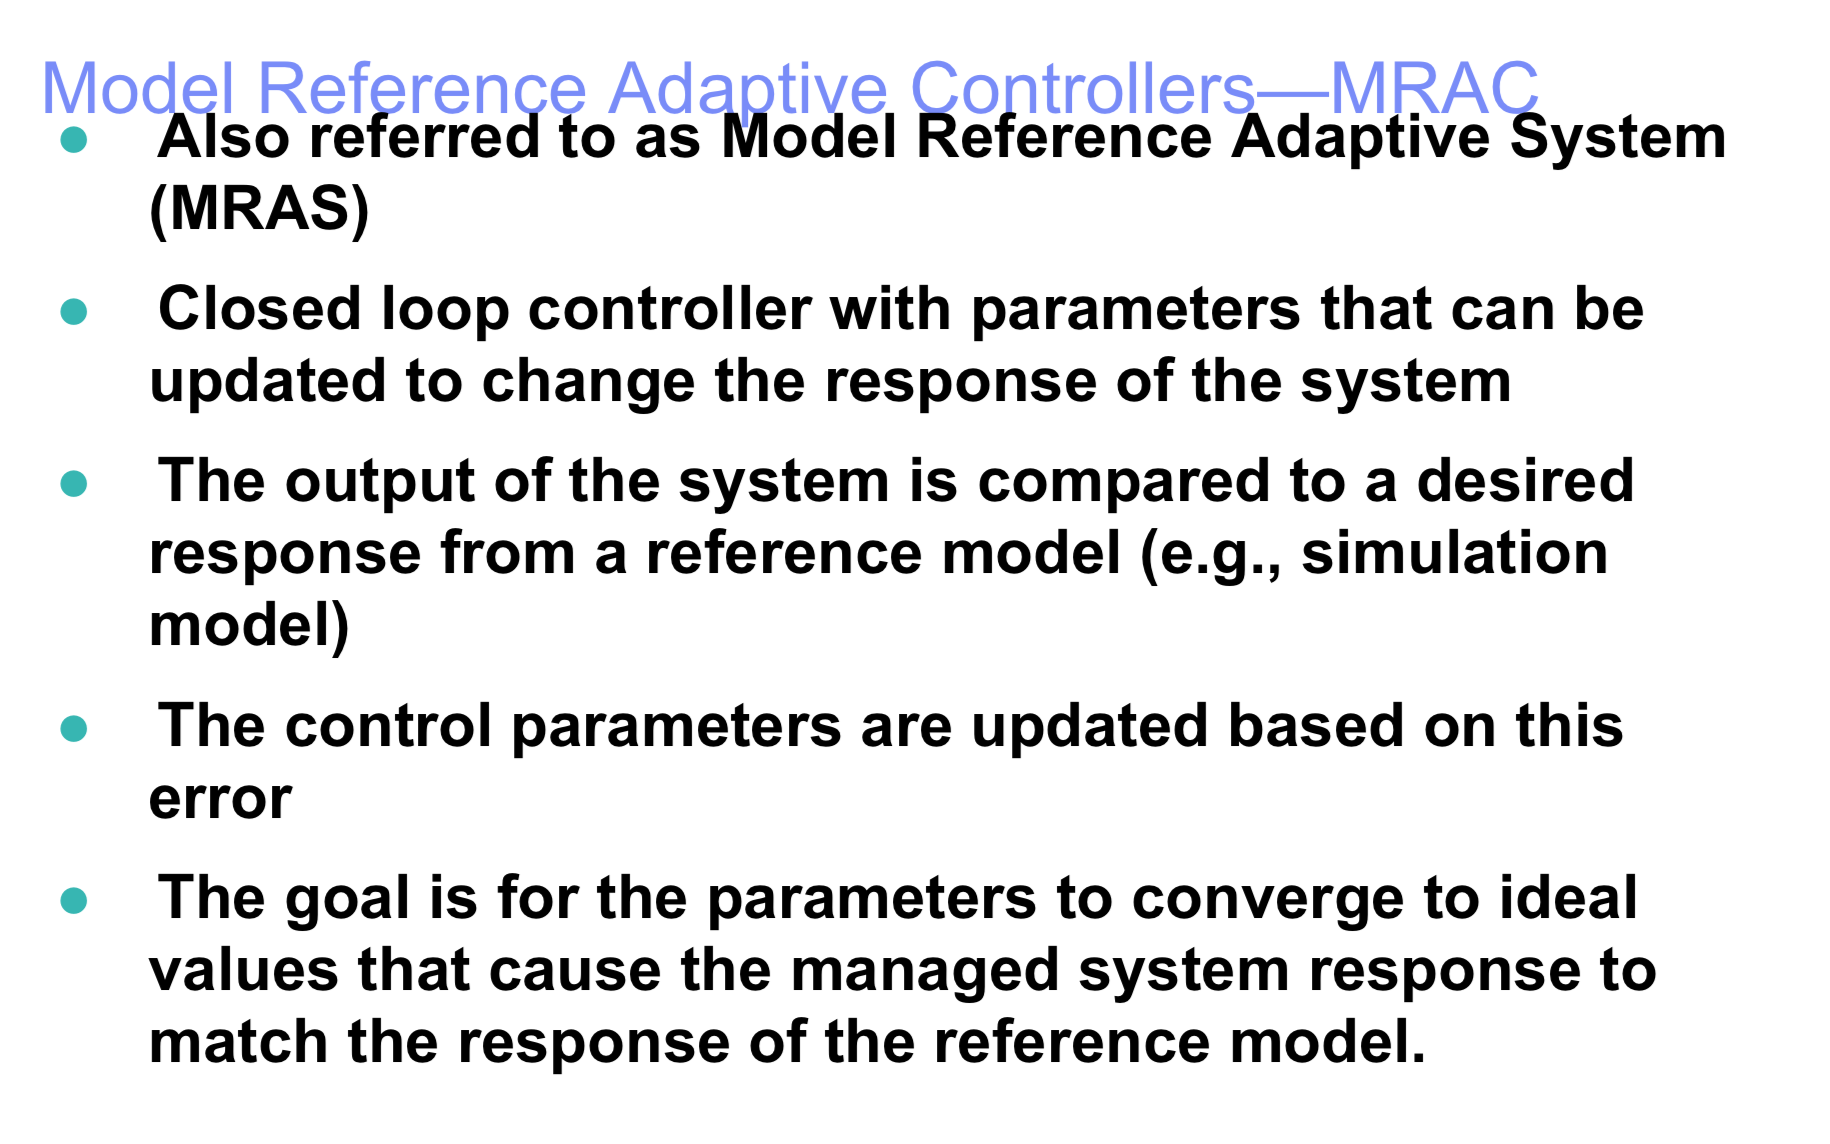 Model Reference Adaptive Controllers—MRAC
● Also referred to as Model Reference Adaptive System
(MRAS)
● Closed loop controller with parameters that can be
updated to change the response of the system
● The output of the system is compared to a desired
response from a reference model (e.g., simulation
model)
● The control parameters are updated based on this
error
● The goal is for the parameters to converge to ideal
values that cause the managed system response to
match the response of the reference model.